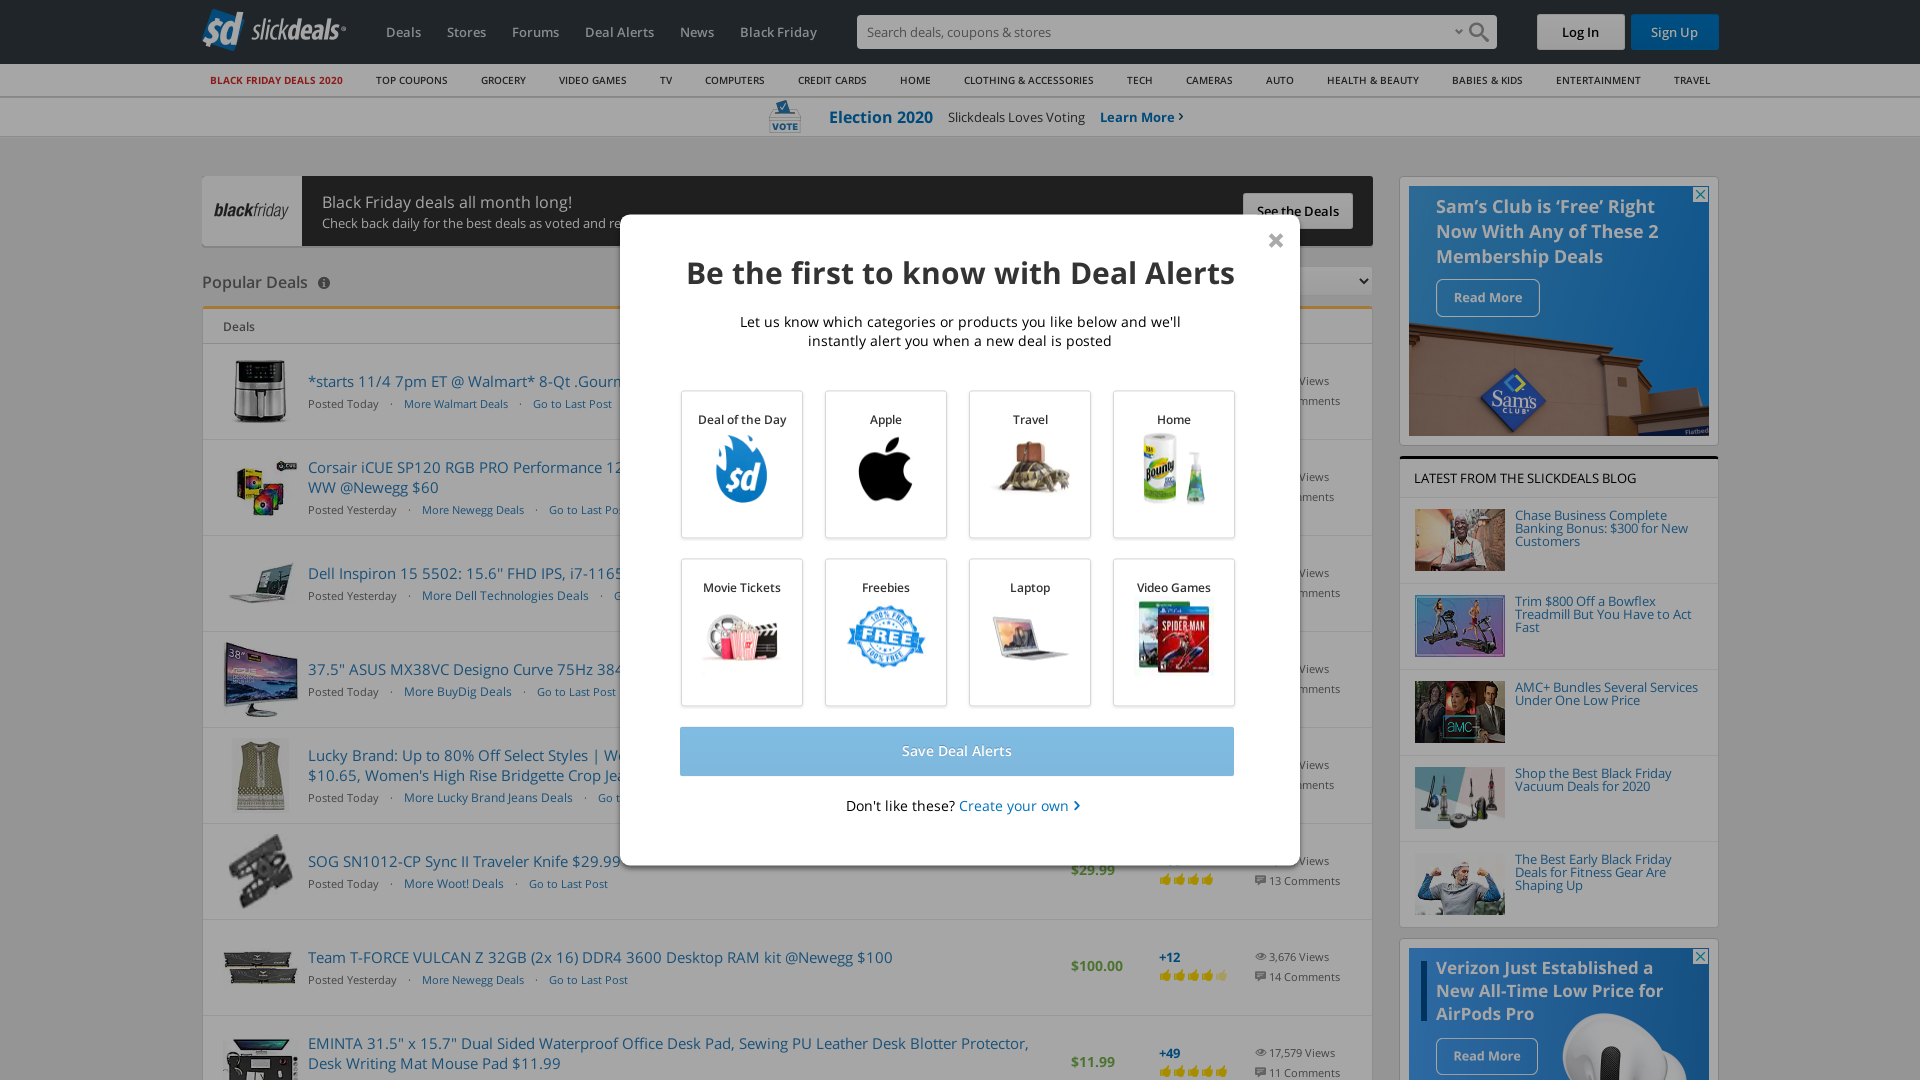 sd slickdeals
Deals
Stores
Forums
Deal Alerts
News
Black Friday
Search deals, coupons & stores
Log In
Sign Up
BLACK FRIDAY DEALS 2020
TOP COUPONS
GROCERY
VIDEO GAMES
TV
COMPUTERS
CREDIT CARDS
HOME
CLOTHING & ACCESSORIES
TECH
CAMERAS
AUTO
HEALTH & BEAUTY
BABIES & KIDS
ENTERTAINMENT
TRAVEL
VOTE
Election 2020 Slickdeals Loves Voting Learn More
blackfriday
Black Friday deals all month long!
Check back daily for the best deals as voted and
See the Deals
Popular Deals
Deals
*starts 11/4 7pm ET @ Walmart* 8-Qt
Posted Today · More Walmart Deals · Go to Last Post
Views
Corsair iCUE SP120 RGB PRO Performance
WW @Newegg $60
Posted Yesterday · More Newegg Deals · Go to Last
Views
Dell Inspiron 15 5502: 15.6" FHD IPS,
Posted Yesterday · More Dell Technologies Deals ·
Views
37.5" ASUS MX38VC Designo Curve 75Hz
Posted Today · More BuyDig Deals · Go to Last Post
Views
Lucky Brand: Up to 80% Off Select Styles |
$10.65, Women's High Rise Bridgette Crop
Posted Today · More Lucky Brand Jeans Deals · Go
Views
SOG SN1012-CP Sync II Traveler Knife $29.99
Posted Today · More Woot! Deals · Go to Last Post
$29.99
Views
13 Comments
Team T-FORCE VULCAN Z 32GB (2x 16) DDR4 3600 Desktop RAM kit @Newegg $100
Posted Yesterday · More Newegg Deals · Go to Last Post
$100.00
+12
3,676 Views
14 Comments
EMINTA 31.5" x 15.7" Dual Sided Waterproof Office Desk Pad, Sewing PU Leather Desk Blotter Protector,
Desk Writing Mat Mouse Pad $11.99
$11.99
+49
17,579 Views
11 Comments
Be the first to know with Deal Alerts
Let us know which categories or products you like below and we'll
instantly alert you when a new deal is posted
Deal of the Day
sd
Apple
Travel
Home
Bounty
Movie Tickets
Freebies
100% FREE
FREE
100% FREE
Laptop
Video Games
SPIDER-MAN
Save Deal Alerts
Don't like these? Create your own
Sam's Club is 'Free' Right
Now With Any of These 2
Membership Deals
Read More
Sam's
CLUB
LATEST FROM THE SLICKDEALS BLOG
Chase Business Complete
Banking Bonus: $300 for New
Customers
Trim $800 Off a Bowflex
Treadmill But You Have to Act
Fast
AMC+ Bundles Several Services
Under One Low Price
amc+
Shop the Best Black Friday
Vacuum Deals for 2020
The Best Early Black Friday
Deals for Fitness Gear Are
Shaping Up
Verizon Just Established a
New All-Time Low Price for
AirPods Pro
Read More